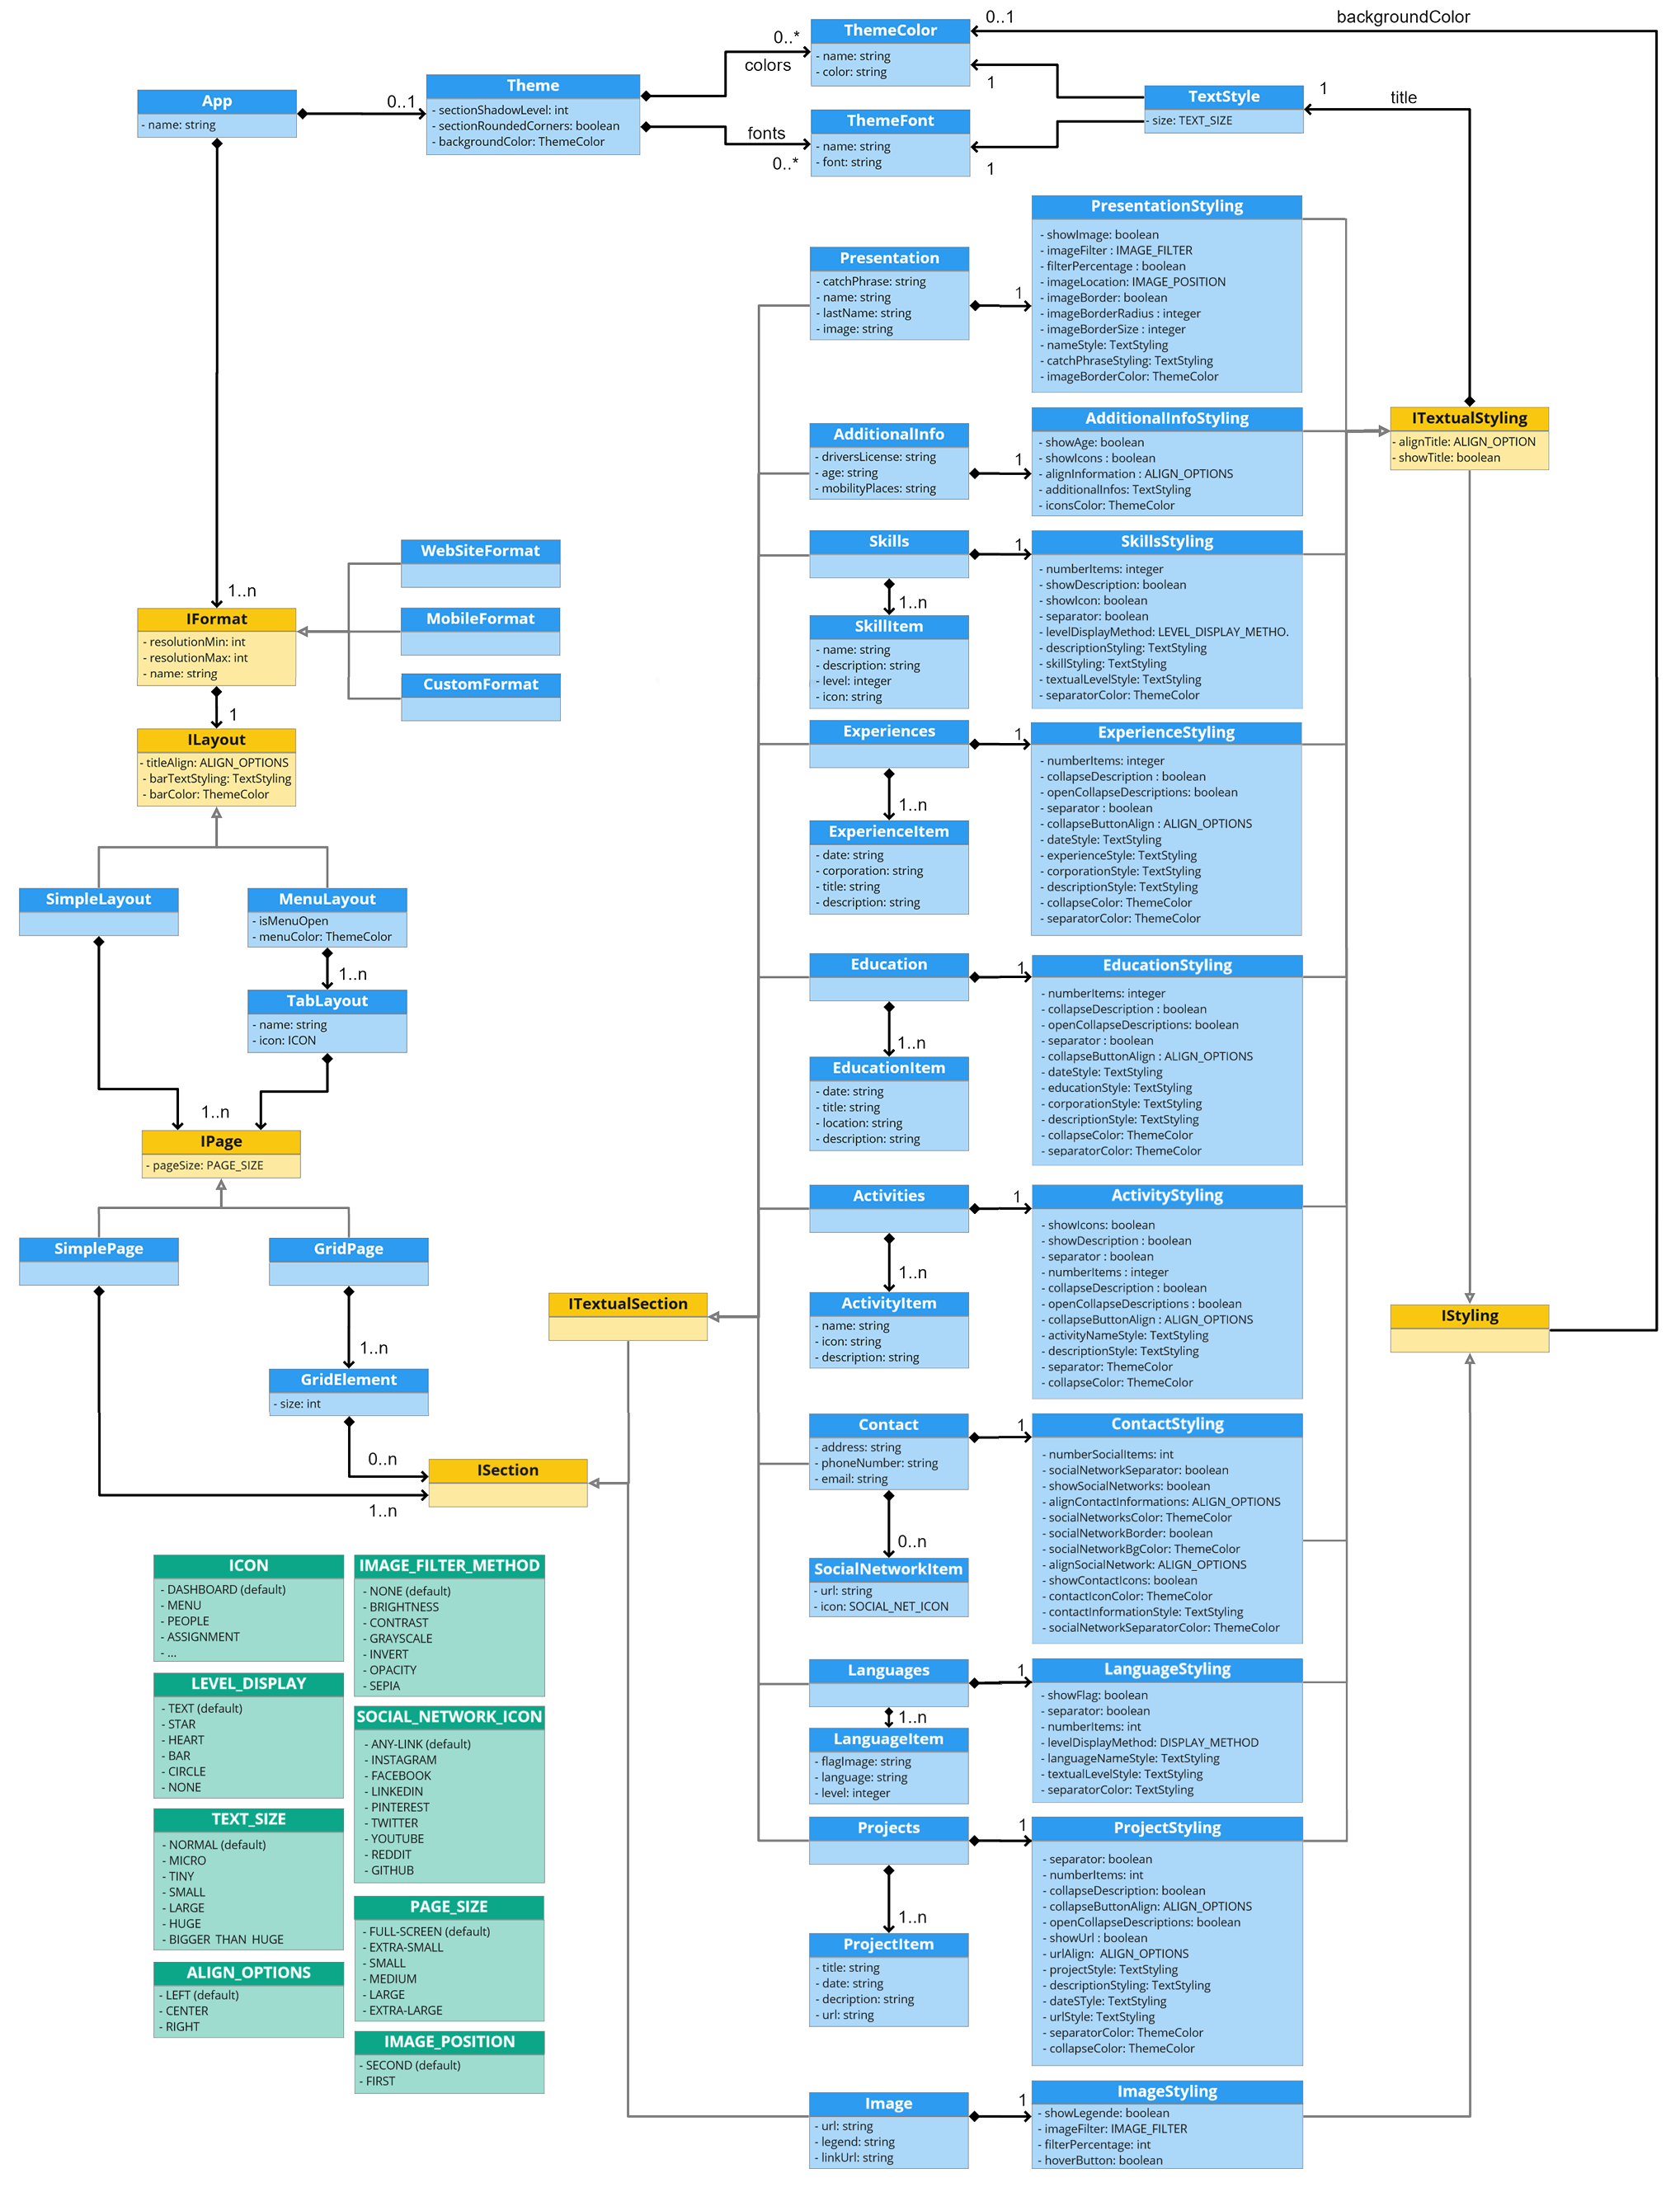 0..1
backgroundColor
ThemeColor
- name: string
- color: string
0..*
colors
1
Theme
- sectionShadowLevel: int
- sectionRoundedCorners: boolean
- backgroundColor: ThemeColor
App
- name: string
0..1
fonts
0..*
ThemeFont
- name: string
- font: string
1
TextStyle
- size: TEXT_SIZE
1
title
PresentationStyling
- showImage: boolean
- imageFilter : IMAGE_FILTER
- filterPercentage : boolean
- imageLocation: IMAGE_POSITION
- imageBorder: boolean
- imageBorderRadius : integer
- imageBorderSize : integer
- nameStyle: TextStyling
- catchPhraseStyling: TextStyling
- imageBorderColor: ThemeColor
Presentation
- catchPhrase: string
- name: string
- lastName: string
- image: string
1
AdditionalInfo
- driversLicense: string
- age: string
- mobilityPlaces: string
1
AdditionalInfoStyling
- showAge: boolean
- showIcons : boolean
- alignInformation : ALIGN_OPTIONS
- additionalInfos: TextStyling
- iconsColor: ThemeColor
ITextualStyling
- alignTitle: ALIGN_OPTION
- showTitle: boolean
Skills
1
1..n
SkillItem
- name: string
- description: string
- level: integer
- icon: string
SkillsStyling
- numberItems: integer
- showDescription: boolean
- showIcon: boolean
- separator: boolean
- levelDisplayMethod: LEVEL_DISPLAY_METHO.
- descriptionStyling: TextStyling
- skillStyling: TextStyling
- textualLevelStyle: TextStyling
- separatorColor: ThemeColor
WebSiteFormat
MobileFormat
CustomFormat
1..n
IFormat
- resolutionMin: int
- resolutionMax: int
- name: string
1
ILayout
- titleAlign: ALIGN_OPTIONS
- barTextStyling: TextStyling
- barColor: ThemeColor
Experiences
1
1..n
ExperienceItem
- date: string
- corporation: string
- title: string
- description: string
ExperienceStyling
- numberItems: integer
- collapseDescription : boolean
- openCollapseDescriptions: boolean
- separator : boolean
- collapseButtonAlign : ALIGN_OPTIONS
- dateStyle: TextStyling
- experienceStyle: TextStyling
- corporationStyle: TextStyling
- descriptionStyle: TextStyling
- collapseColor: ThemeColor
- separatorColor: ThemeColor
SimpleLayout
MenuLayout
- isMenuOpen
- menuColor: ThemeColor
1..n
TabLayout
- name: string
- icon: ICON
1..n
IPage
- pageSize: PAGE_SIZE
Education
1
1..n
EducationItem
- date: string
- title: string
- location: string
- description: string
EducationStyling
- numberItems: integer
- collapseDescription : boolean
- openCollapseDescriptions: boolean
- separator : boolean
- collapseButtonAlign : ALIGN_OPTIONS
- dateStyle: TextStyling
- educationStyle: TextStyling
- corporationStyle: TextStyling
- descriptionStyle: TextStyling
- collapseColor: ThemeColor
- separatorColor: ThemeColor
SimplePage
GridPage
1..n
GridElement
- size: int
0..n
1..n
ISection
ITextualSection
Activities
1
1..n
ActivityItem
- name: string
- icon: string
- description: string
ActivityStyling
- showIcons: boolean
- showDescription : boolean
- separator : boolean
- numberItems : integer
- collapseDescription : boolean
- openCollapseDescriptions : boolean
- collapseButtonAlign : ALIGN_OPTIONS
- activityNameStyle: TextStyling
- descriptionStyle: TextStyling
- separator: ThemeColor
- collapseColor: ThemeColor
IStyling
Contact
- address: string
- phoneNumber: string
- email: string
1
0..n
SocialNetworkItem
- url: string
- icon: SOCIAL_NET_ICON
ContactStyling
- numberSocialItems: int
- socialNetworkSeparator: boolean
- showSocialNetworks: boolean
- alignContactInformations: ALIGN_OPTIONS
- socialNetworksColor: ThemeColor
- socialNetworkBorder: boolean
- socialNetworkBgColor: ThemeColor
- alignSocialNetwork: ALIGN_OPTIONS
- showContactIcons: boolean
- contactIconColor: ThemeColor
- contactInformationStyle: TextStyling
- socialNetworkSeparatorColor: ThemeColor
ICON
- DASHBOARD (default)
- MENU
- PEOPLE
- ASSIGNMENT
- ...
IMAGE_FILTER_METHOD
- NONE (default)
- BRIGHTNESS
- CONTRAST
- GRAYSCALE
- INVERT
- OPACITY
- SEPIA
LEVEL_DISPLAY
- TEXT (default)
- STAR
- HEART
- BAR
- CIRCLE
- NONE
SOCIAL_NETWORK_ICON
- ANY-LINK (default)
- INSTAGRAM
- FACEBOOK
- LINKEDIN
- PINTEREST
- TWITTER
- YOUTUBE
- REDDIT
- GITHUB
TEXT_SIZE
- NORMAL (default)
- MICRO
- TINY
- SMALL
- LARGE
- HUGE
- BIGGER THAN HUGE
PAGE_SIZE
- FULL-SCREEN (default)
- EXTRA-SMALL
- SMALL
- MEDIUM
- LARGE
- EXTRA-LARGE
ALIGN_OPTIONS
- LEFT (default)
- CENTER
- RIGHT
IMAGE_POSITION
- SECOND (default)
- FIRST
Languages
1
1..n
LanguageItem
- flagImage: string
- language: string
- level: integer
LanguageStyling
- showFlag: boolean
- separator: boolean
- numberItems: int
- levelDisplayMethod: DISPLAY_METHOD
- languageNameStyle: TextStyling
- textualLevelStyle: TextStyling
- separatorColor: TextStyling
Projects
1
1..n
ProjectItem
- title: string
- date: string
- decription: string
- url: string
ProjectStyling
- separator: boolean
- numberItems: int
- collapseDescription: boolean
- collapseButtonAlign: ALIGN_OPTIONS
- openCollapseDescriptions: boolean
- showUrl : boolean
- urlAlign: ALIGN_OPTIONS
- projectStyle: TextStyling
- descriptionStyling: TextStyling
- dateSTyle: TextStyling
- urlStyle: TextStyling
- separatorColor: ThemeColor
- collapseColor: ThemeColor
Image
- url: string
- legend: string
- linkUrl: string
1
ImageStyling
- showLegende: boolean
- imageFilter: IMAGE_FILTER
- filterPercentage: int
- hoverButton: boolean